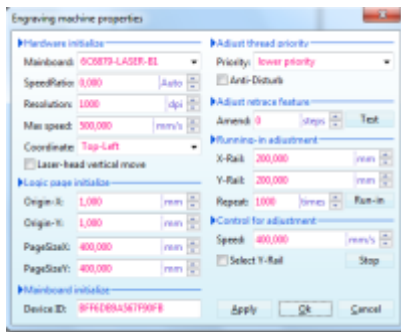 Engraving machine properties
Hardware initialize
Mainboard: 6C6879-LASER-B1
SpeedRatio: 0,000 Auto
Resolution: 1000 dpi
Max speed: 500,000 mm/s
Coordinate: Top-Left
Laser-head vertical move
Logic page initialize
Origin-X: 1,000 mm
Origin-Y: 1,000 mm
PageSizeX: 400,000 mm
PageSizeY: 400,000 mm
Mainboard initialize
Device ID:
Adjust thread priority
Priority: lower priority
Anti-Disturb
Adjust retrace feature
Amend: 0 steps Test
Running-in adjustment
X-Rail: 200,000 mm
Y-Rail: 200,000 mm
Repeat: 1000 times Run-in
Control for adjustment
Speed: 400,000 mm/s
Select Y-Rail Stop
Apply Ok Cancel